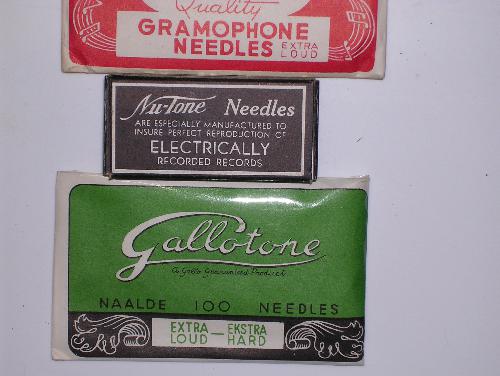 Quality
GRAMOPHONE
NEEDLES EXTRA
LOUD
Nu-Tone Needles
ARE ESPECIALLY MANUFACTURED TO
INSURE PERFECT REPRODUCTION OF
ELECTRICALLY
RECORDED RECORDS
Gallotone
A Gallo Guaranteed Product
NAALDE 100 NEEDLES
EXTRA LOUD — EKSTRA HARD